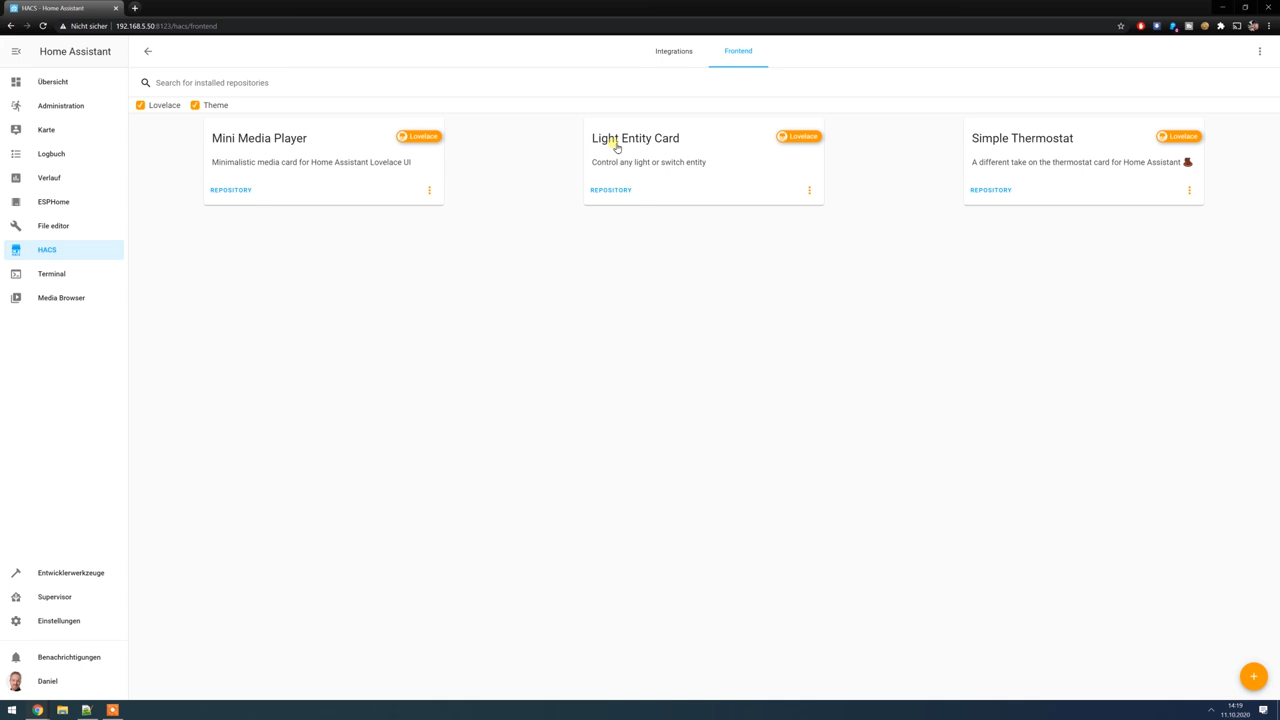 HACS - Home Assistant
Nicht sicher
192.168.5.50:8123/hacs/frontend
Home Assistant
Integrations
Frontend
Übersicht
Administration
Karte
Logbuch
Verlauf
ESPHome
File editor
HACS
Terminal
Media Browser
Entwicklerwerkzeuge
Supervisor
Einstellungen
Benachrichtigungen
Daniel
Search for installed repositories
Lovelace
Theme
Mini Media Player
Lovelace
Minimalistic media card for Home Assistant Lovelace UI
REPOSITORY
Light Entity Card
Lovelace
Control any light or switch entity
REPOSITORY
Simple Thermostat
Lovelace
A different take on the thermostat card for Home Assistant
REPOSITORY
14:19
11.10.2020